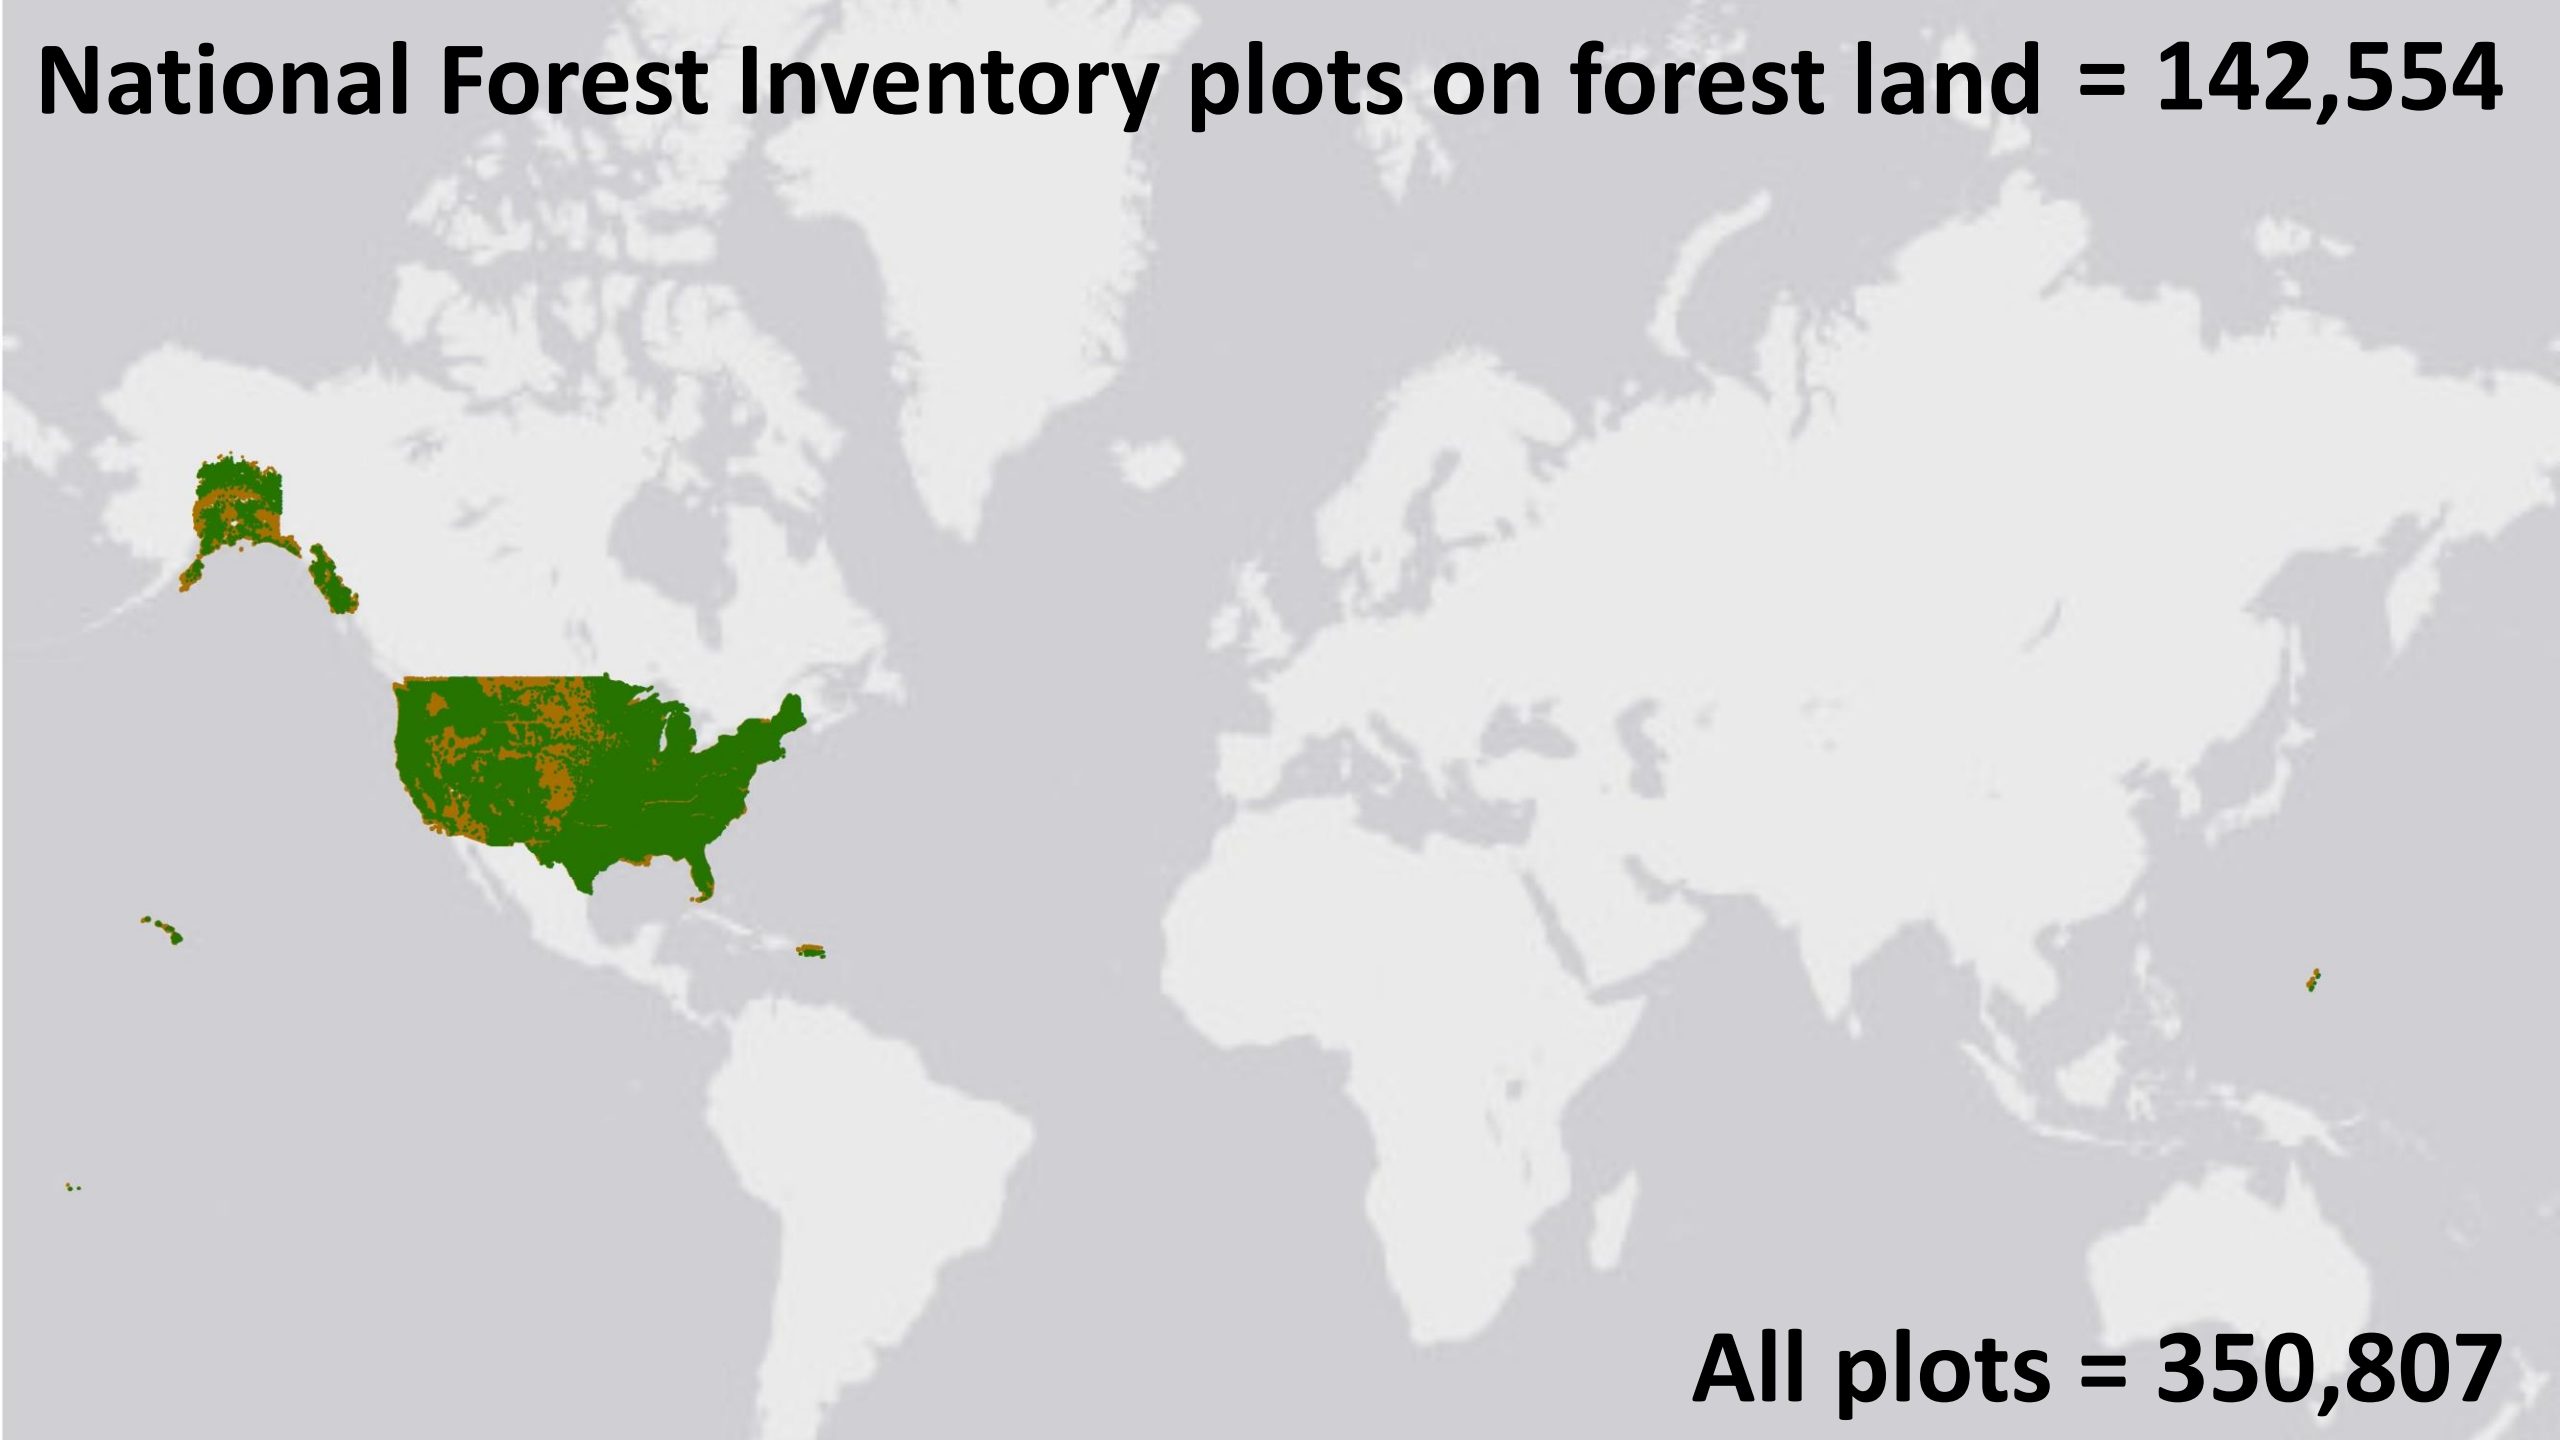 National Forest Inventory plots on forest land = 142,554
All plots = 350,807